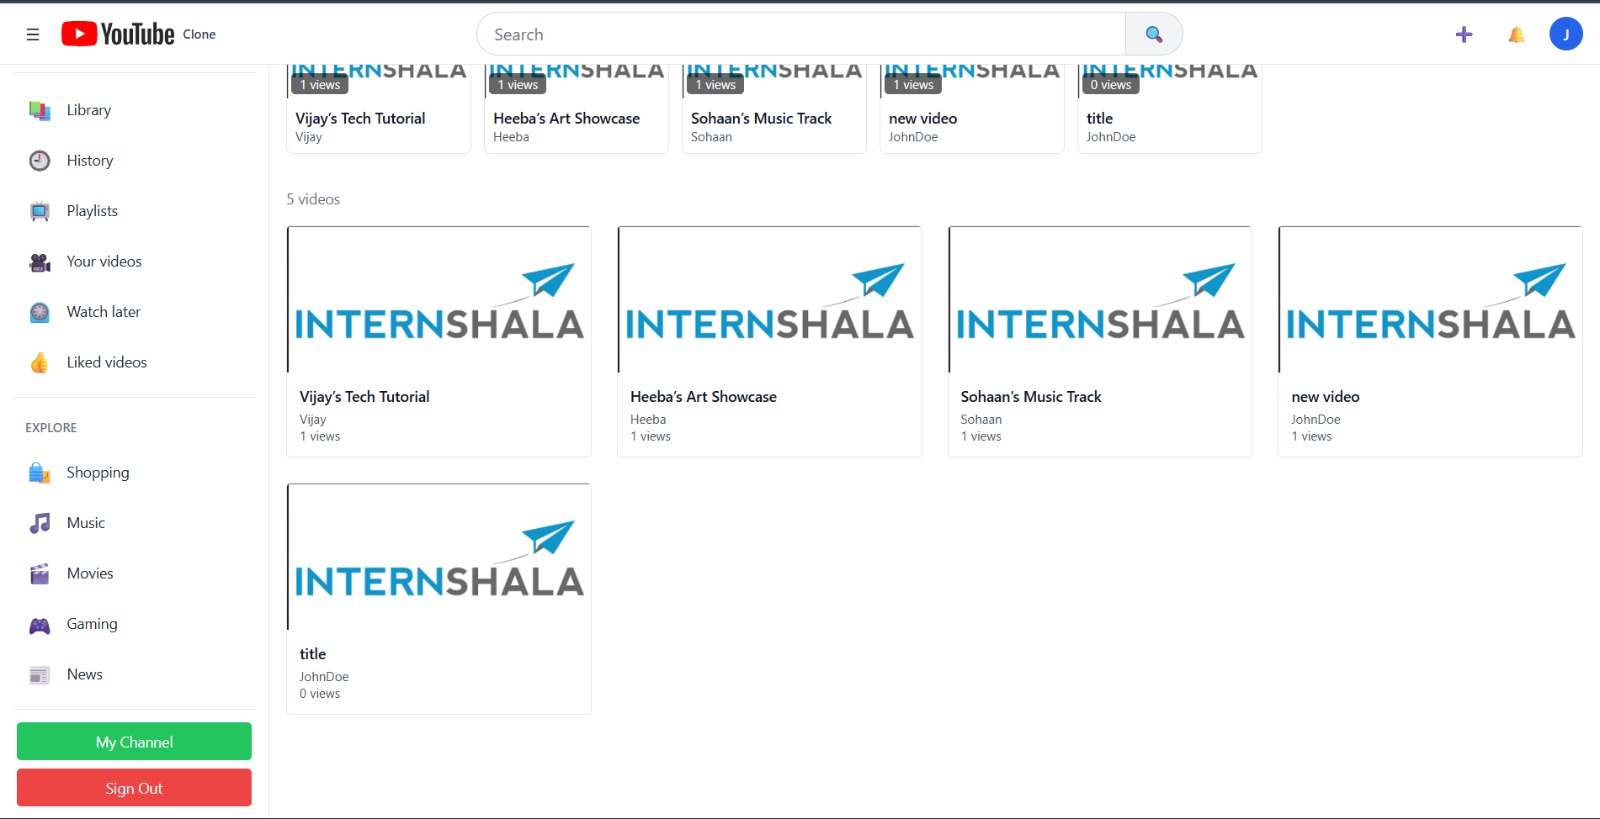 YouTube Clone
Search
J
Library
History
Playlists
Your videos
Watch later
Liked videos
EXPLORE
Shopping
Music
Movies
Gaming
News
My Channel
Sign Out
INTERNSHALA
1 views
Vijay’s Tech Tutorial
Vijay
INTERNSHALA
1 views
Heeba’s Art Showcase
Heeba
INTERNSHALA
1 views
Sohaan’s Music Track
Sohaan
INTERNSHALA
1 views
new video
JohnDoe
INTERNSHALA
0 views
title
JohnDoe
5 videos
INTERNSHALA
Vijay’s Tech Tutorial
Vijay
1 views
INTERNSHALA
Heeba’s Art Showcase
Heeba
1 views
INTERNSHALA
Sohaan’s Music Track
Sohaan
1 views
INTERNSHALA
new video
JohnDoe
1 views
INTERNSHALA
title
JohnDoe
0 views